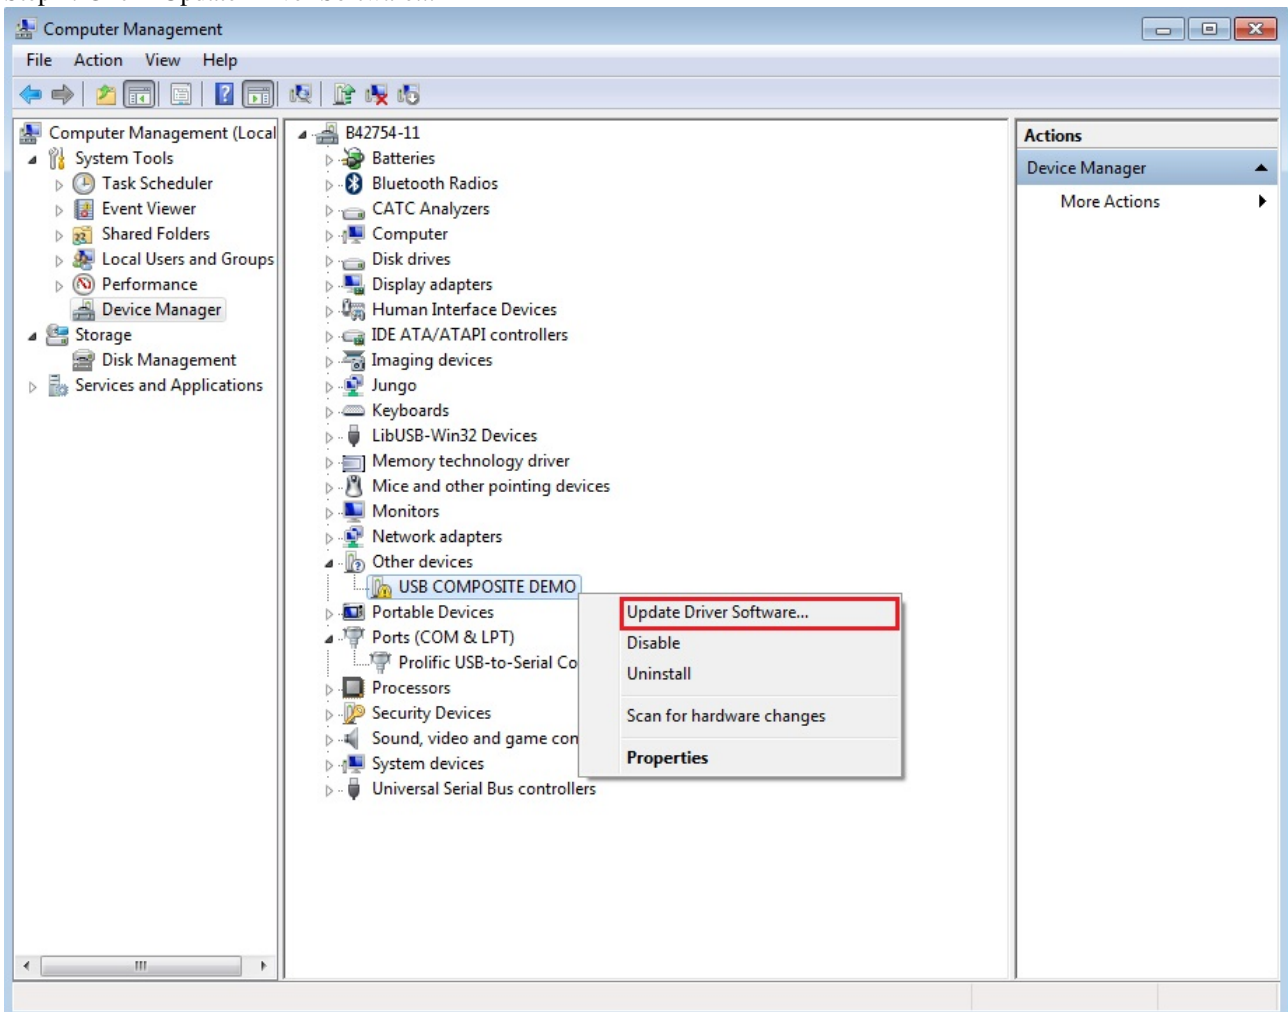 Computer Management
File Action View Help
Computer Management (Local
System Tools
Task Scheduler
Event Viewer
Shared Folders
Local Users and Groups
Performance
Device Manager
Storage
Disk Management
Services and Applications
B42754-11
Batteries
Bluetooth Radios
CATC Analyzers
Computer
Disk drives
Display adapters
Human Interface Devices
IDE ATA/ATAPI controllers
Imaging devices
Jungo
Keyboards
LibUSB-Win32 Devices
Memory technology driver
Mice and other pointing devices
Monitors
Network adapters
Other devices
USB COMPOSITE DEMO
Portable Devices
Ports (COM & LPT)
Prolific USB-to-Serial Co
Processors
Security Devices
Sound, video and game con
System devices
Universal Serial Bus controllers
Update Driver Software...
Disable
Uninstall
Scan for hardware changes
Properties
Actions
Device Manager
More Actions